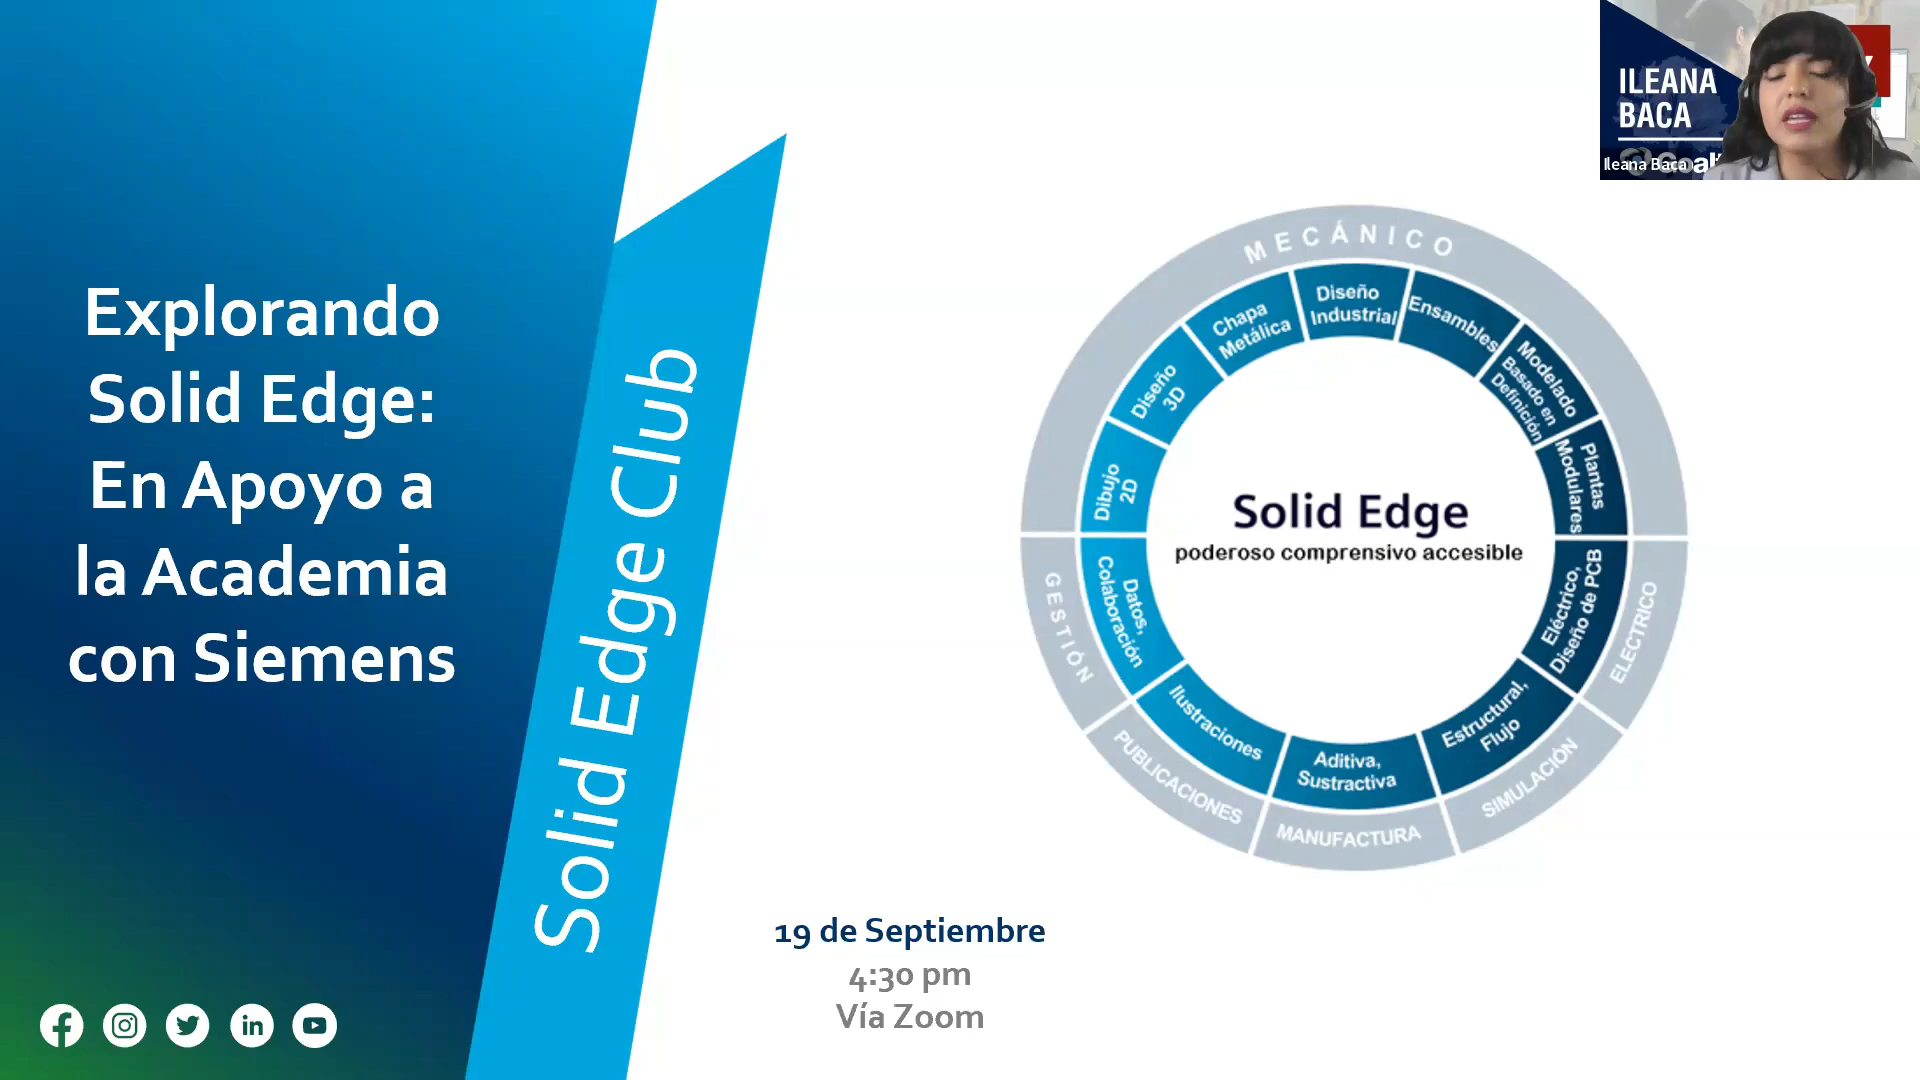 Explorando
Solid Edge:
En Apoyo a
la Academia
con Siemens
Solid Edge Club
MECÁNICO
Dibujo
2D
Diseño
3D
Chapa
Metálica
Diseño
Industrial
Ensambles
Modelado
Basado en
Definición
Plantas
Modulares
Eléctrico,
Diseño de PCB
ELÉCTRICO
Estructural,
Flujo
SIMULACIÓN
Aditiva,
Sustractiva
MANUFACTURA
Ilustraciones
PUBLICACIONES
Datos,
Colaboración
GESTIÓN
Solid Edge
poderoso comprensivo accesible
19 de Septiembre
4:30 pm
Vía Zoom
ILEANA
BACA
Ileana Baca